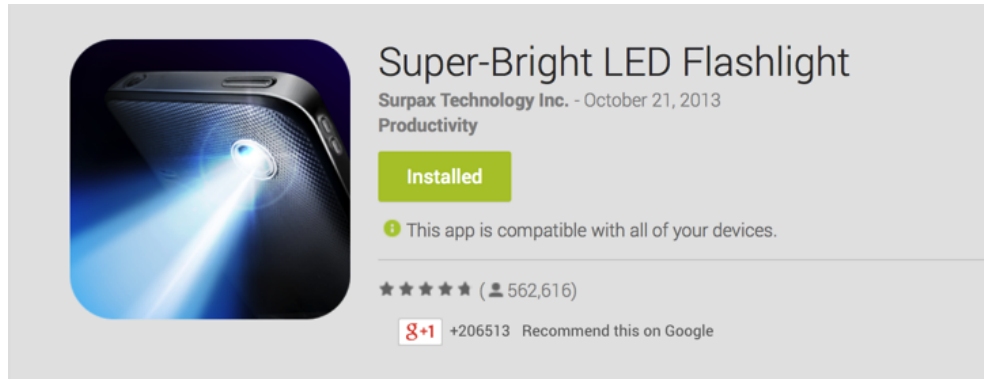 Super-Bright LED Flashlight
Surpax Technology Inc. - October 21, 2013
Productivity
Installed
This app is compatible with all of your devices.
(562,616)
g+1 +206513 Recommend this on Google